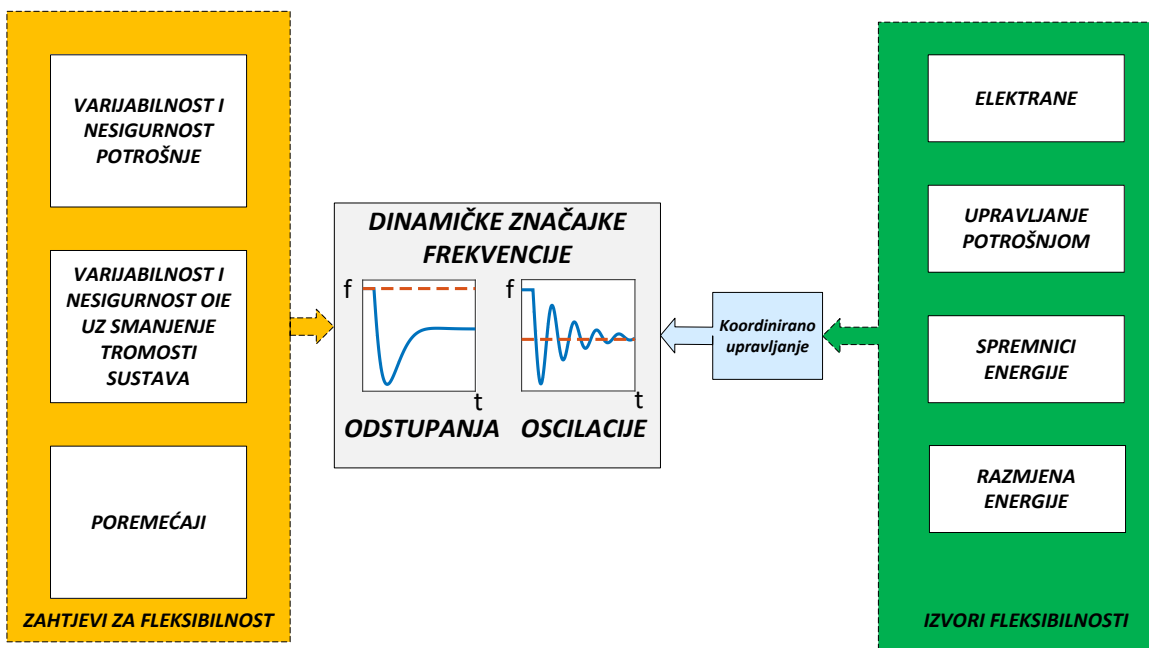 VARIJABILNOST I
NESIGURNOST
POTROŠNJE
VARIJABILNOST I
NESIGURNOST OIE
UZ SMANJENJE
TROMOSTI
SUSTAVA
POREMEĆAJI
ZAHTJEVI ZA FLEKSIBILNOST
DINAMIČKE ZNAČAJKE
FREKVENCIJE
f
t
f
t
ODSTUPANJA
OSCILACIJE
Koordinirano
upravljanje
ELEKTRANE
UPRAVLJANJE
POTROŠNJOM
SPREMNICI
ENERGIJE
RAZMJENA
ENERGIJE
IZVORI FLEKSIBILNOSTI